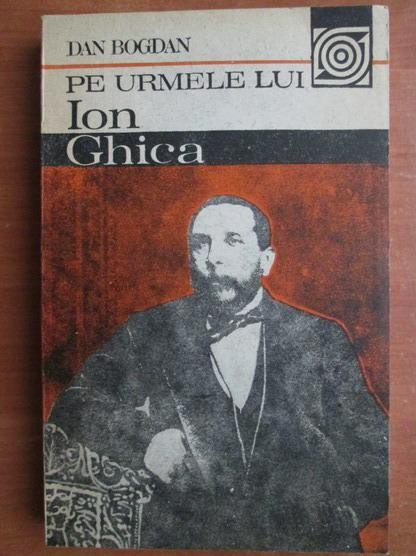 DAN BOGDAN
PE URMELE LUI
Ion
Ghica